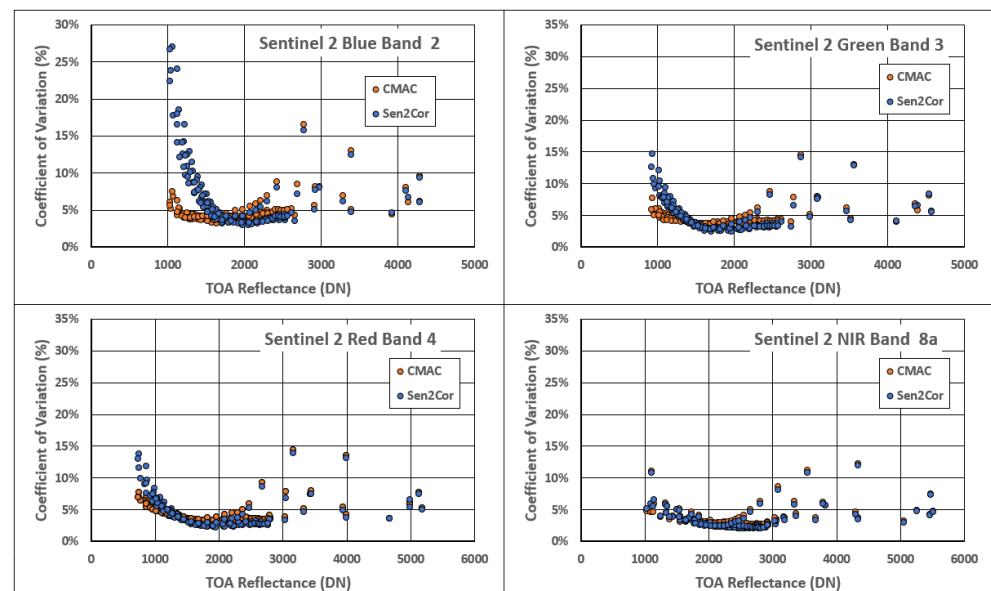 Sentinel 2 Blue Band 2
CMAC
Sen2Cor
Coefficient of Variation (%)
30%
25%
20%
15%
10%
5%
0%
0 1000 2000 3000 4000 5000
TOA Reflectance (DN)
Sentinel 2 Green Band 3
CMAC
Sen2Cor
Coefficient of Variation (%)
35%
30%
25%
20%
15%
10%
5%
0%
0 1000 2000 3000 4000 5000
TOA Reflectance (DN)
Sentinel 2 Red Band 4
CMAC
Sen2Cor
Coefficient of Variation (%)
35%
30%
25%
20%
15%
10%
5%
0%
0 1000 2000 3000 4000 5000 6000
TOA Reflectance (DN)
Sentinel 2 NIR Band 8a
CMAC
Sen2Cor
Coefficient of Variation (%)
35%
30%
25%
20%
15%
10%
5%
0%
0 1000 2000 3000 4000 5000 6000
TOA Reflectance (DN)